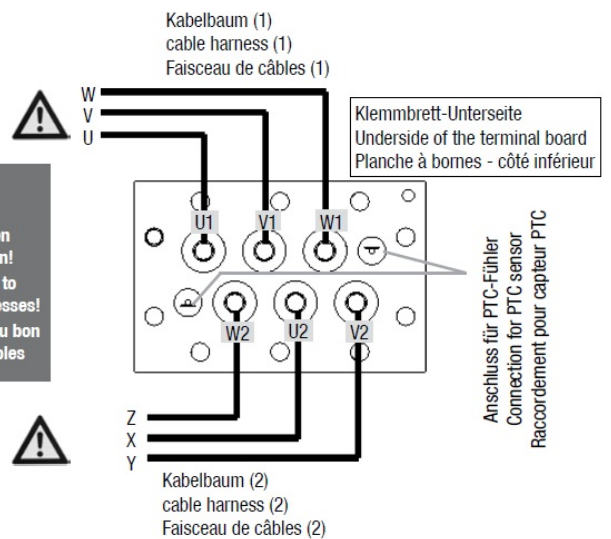 Kabelbaum (1)
cable harness (1)
Faisceau de câbles (1)
W
V
U
Klemmbrett-Unterseite
Underside of the terminal board
Planche à bornes - côté inférieur
n
n!
to
esses!
u bon
bles
U1 V1 W1
W2 U2 V2
Anschluss für PTC-Fühler
Connection for PTC sensor
Raccordement pour capteur PTC
Z
X
Y
Kabelbaum (2)
cable harness (2)
Faisceau de câbles (2)